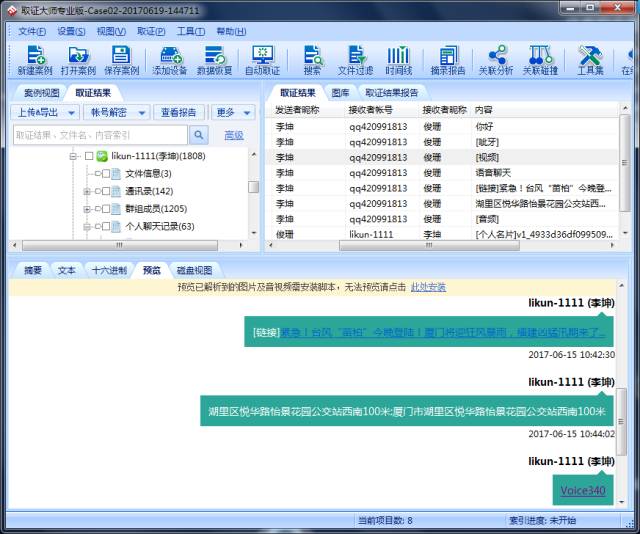 取证大师专业版-Case02-20170619-144711
文件(F) 设置(S) 视图(V) 取证(P) 工具(T) 帮助(H)
新建案例 打开案例 保存案例 添加设备 数据恢复 自动取证 搜索 文件过滤 时间线 摘录报告 关联分析 关联碰撞 工具集 在线
案例视图 取证结果
上传&导出 帐号解密 查看报告 更多
取证结果、文件名、内容索引 高级
likun-1111(李坤)(1808)
文件信息(3)
通讯录(142)
群组成员(1205)
个人聊天记录(63)
取证结果 图库 取证结果报告
发送者昵称 接收者帐号 接收者昵称 内容
李坤 qq420991813 俊珊 你好
李坤 qq420991813 俊珊 [呲牙]
李坤 qq420991813 俊珊 [视频]
李坤 qq420991813 俊珊 语音聊天
李坤 qq420991813 俊珊 [链接]紧急！台风“苗柏”今晚登...
李坤 qq420991813 俊珊 湖里区悦华路怡景花园公交站西...
李坤 qq420991813 俊珊 [音频]
俊珊 likun-1111 李坤 [个人名片]v1_4933d36df099509...
摘要 文本 十六进制 预览 磁盘视图
预览已解析到的图片及音视频需安装脚本，无法预览请点击 此处安装
likun-1111 (李坤)
[链接]紧急！台风“苗柏”今晚登陆！厦门将迎狂风暴雨，福建凶猛汛期来了...
2017-06-15 10:42:30
likun-1111 (李坤)
湖里区悦华路怡景花园公交站西南100米:厦门市湖里区悦华路怡景花园公交站西南100米
2017-06-15 10:44:02
likun-1111 (李坤)
Voice340
当前项目数: 8 索引进度: 未开始